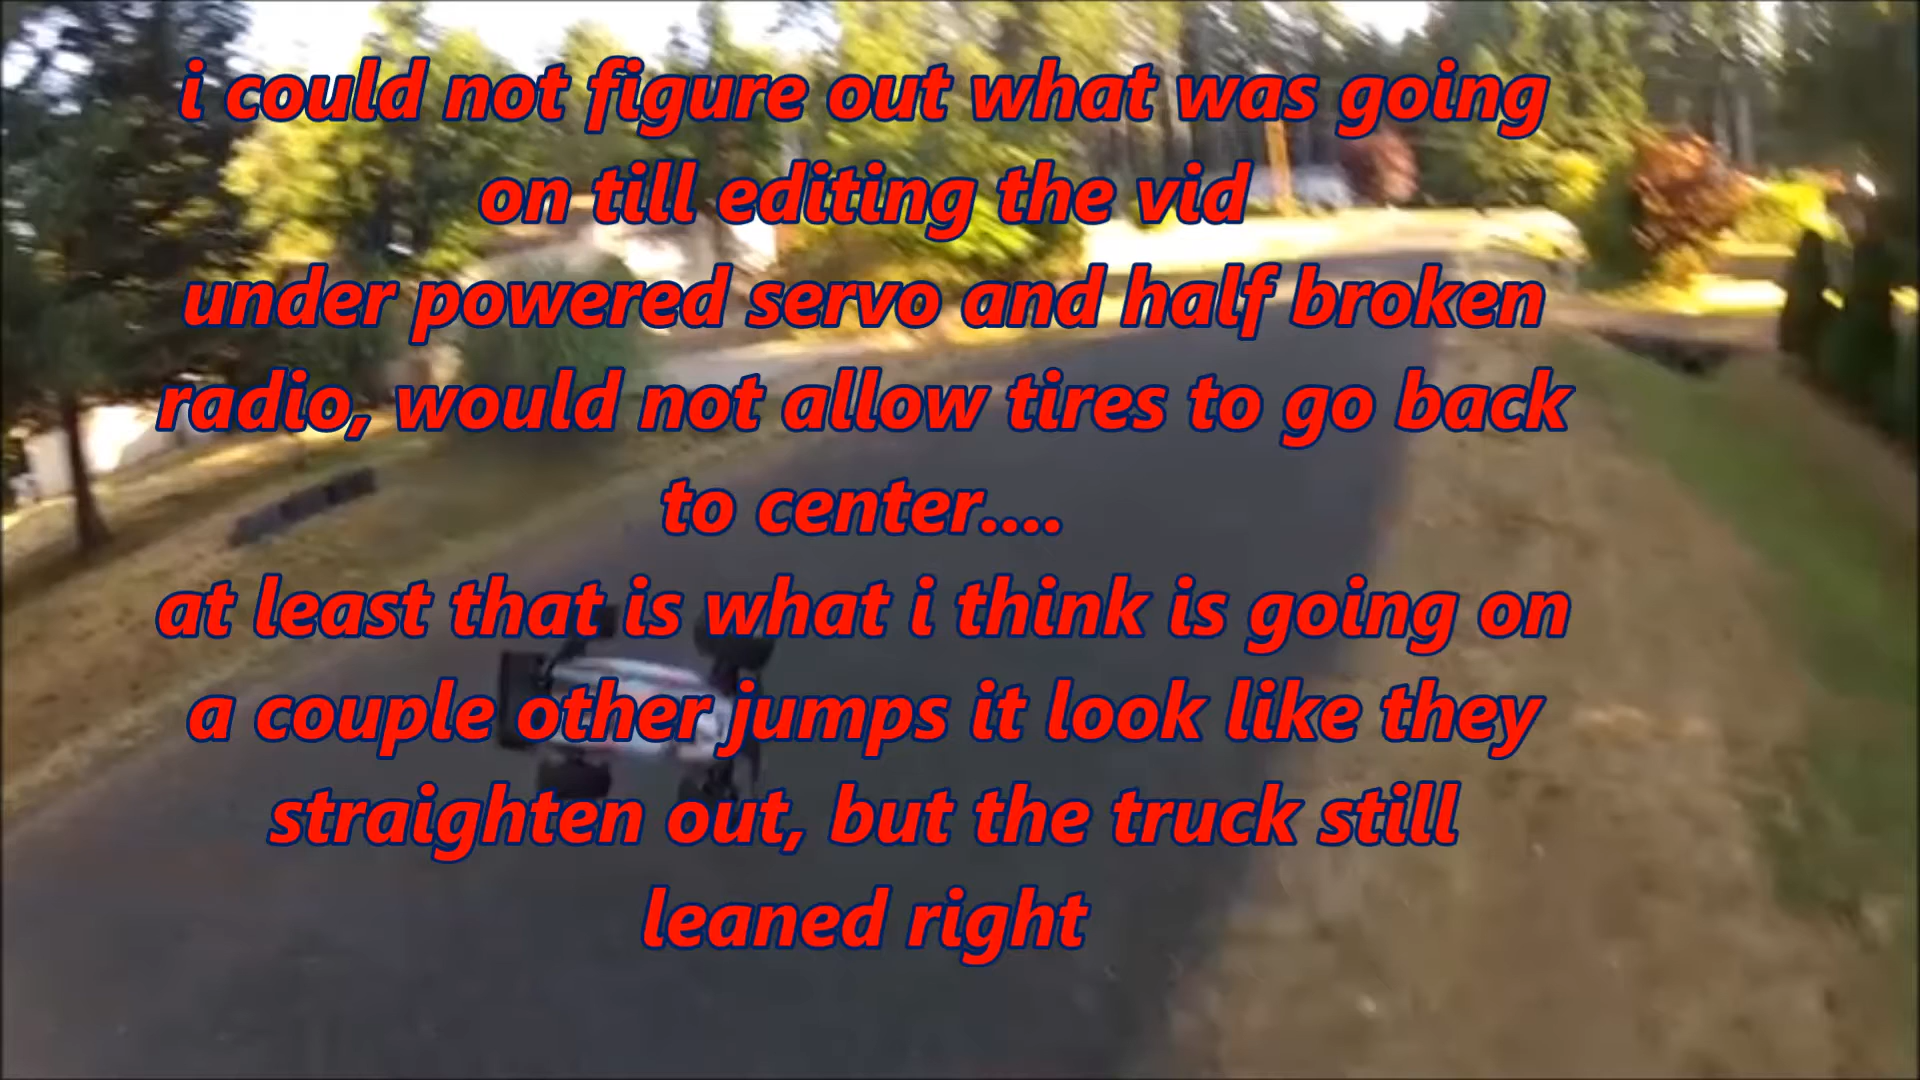 i could not figure out what was going
on till editing the vid
under powered servo and half broken
radio, would not allow tires to go back
to center....
at least that is what i think is going on
a couple other jumps it look like they
straighten out, but the truck still
leaned right